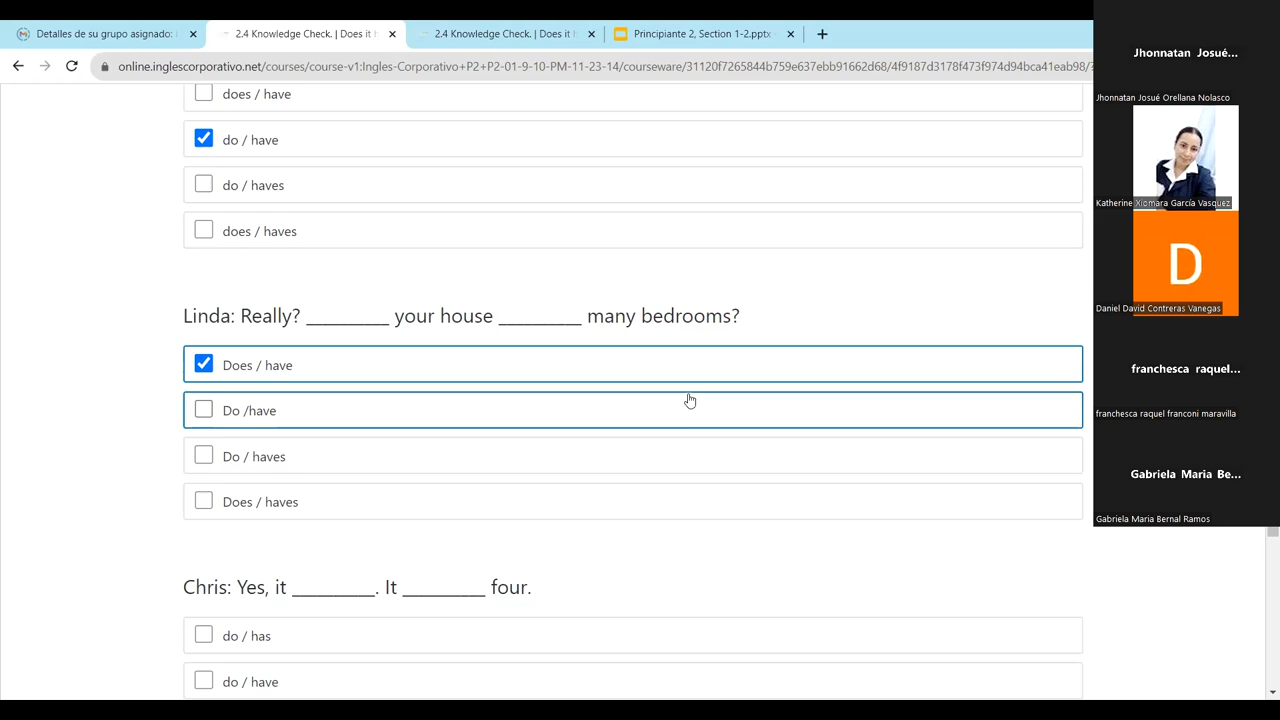 Detalles de su grupo asignado:
2.4 Knowledge Check. | Does it h
2.4 Knowledge Check. | Does it h
Principiante 2, Section 1-2.pptx
online.inglescorporativo.net/courses/course-v1:Ingles-Corporativo+P2+P2-01-9-10-PM-11-23-14/courseware/31120f7265844b759e637ebb91662d68/4f9187d3178f473f974d94bca41eab98/?
does / have
do / have
do / haves
does / haves
Linda: Really? __________ your house __________ many bedrooms?
Does / have
Do /have
Do / haves
Does / haves
Chris: Yes, it __________. It __________ four.
do / has
do / have
Jhonnatan Josué...
Jhonnatan Josué Orellana Nolasco
Katherine Xiomara García Vasquez
D
Daniel David Contreras Vanegas
franchesca raquel...
franchesca raquel franconi maravilla
Gabriela Maria Be...
Gabriela Maria Bernal Ramos